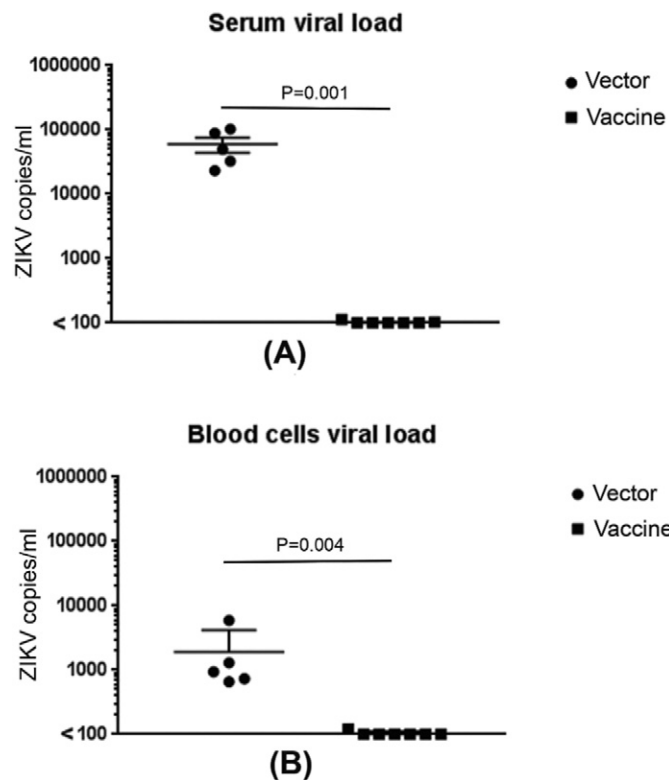 Serum viral load
1000000
100000
10000
1000
< 100
ZIKV copies/ml
P=0.001
Vector
Vaccine
(A)
Blood cells viral load
1000000
100000
10000
1000
< 100
ZIKV copies/ml
P=0.004
Vector
Vaccine
(B)